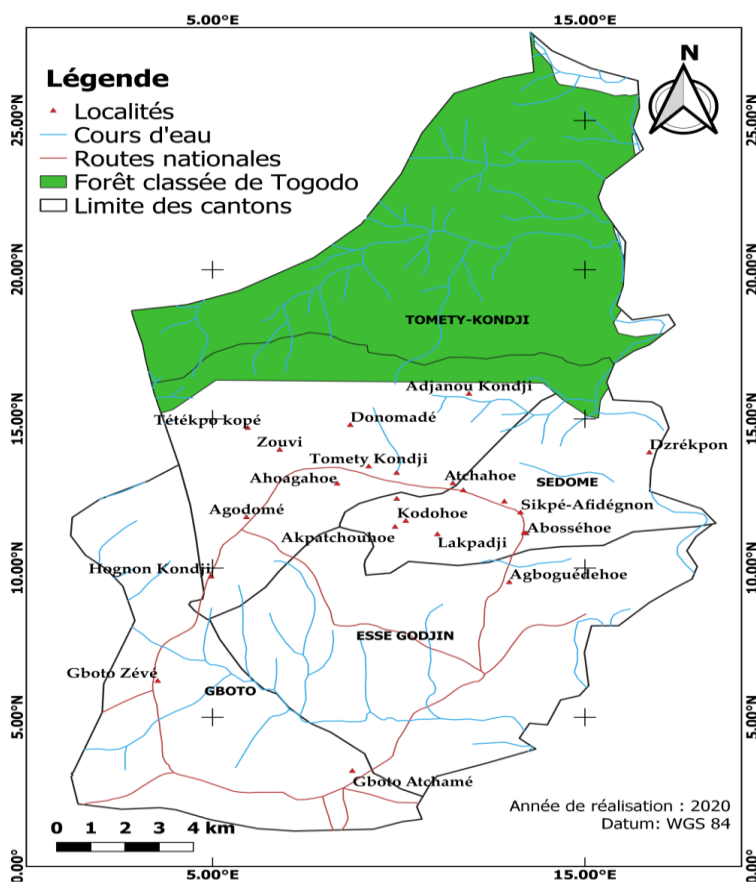 5.00°E 15.00°E
N
Légende
Localités
Cours d'eau
Routes nationales
Forêt classée de Togodo
Limite des cantons
25.00°N 25.00°N
20.00°N 20.00°N
TOMETY-KONDJI
Adjanou Kondji
15.00°N 15.00°N
Tétékpo kopé
Donomadé
Zouvi
Dzrékpon
Tomety Kondji
Ahoagahoe
Atchahoe
SEDOME
Sikpé-Afidégnon
Agodomé
Kodohoe
Abosséhoe
Akpatchouhoe
Lakpadji
10.00°N 10.00°N
Hognon Kondji
Agboguédehoe
ESSE GODJIN
Gboto Zévé
GBOTO
5.00°N 5.00°N
Gboto Atchamé
Année de réalisation : 2020
Datum: WGS 84
0 1 2 3 4 km
0.00° 0.00°
5.00°E 15.00°E